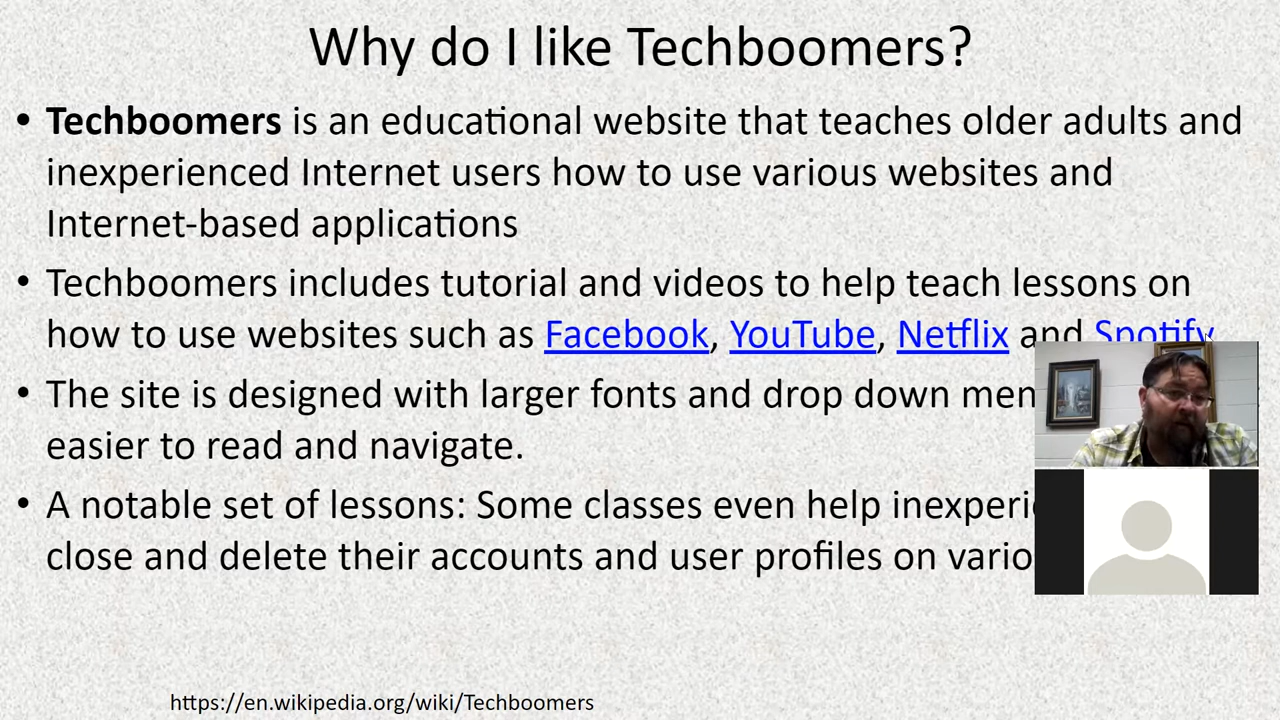 Why do I like Techboomers?
• Techboomers is an educational website that teaches older adults and
inexperienced Internet users how to use various websites and
Internet-based applications
• Techboomers includes tutorial and videos to help teach lessons on
how to use websites such as Facebook, YouTube, Netflix and Spotify
• The site is designed with larger fonts and drop down
easier to read and navigate.
• A notable set of lessons: Some classes even help
close and delete their accounts and user profiles on
https://en.wikipedia.org/wiki/Techboomers